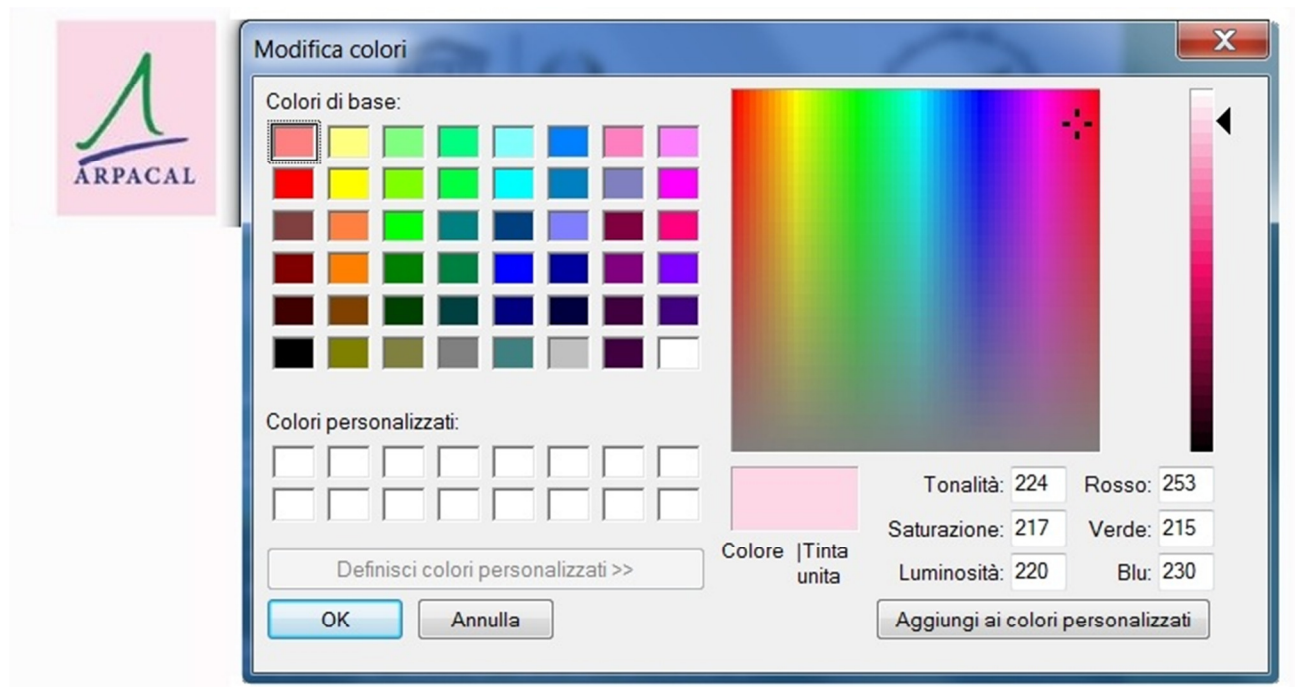 ARPACAL
Modifica colori
X
Colori di base:
Colori personalizzati:
Definisci colori personalizzati >>
OK
Annulla
Colore |Tinta
unita
Tonalità: 224
Rosso: 253
Saturazione: 217
Verde: 215
Luminosità: 220
Blu: 230
Aggiungi ai colori personalizzati